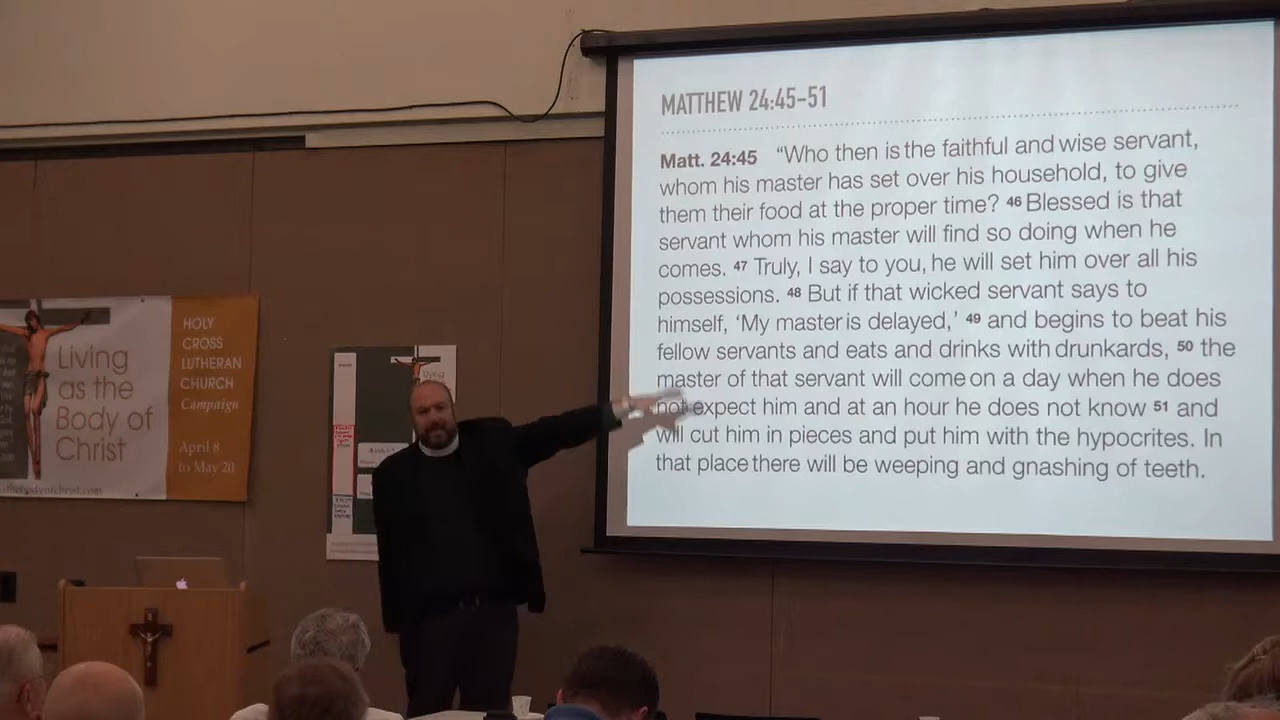 MATTHEW 24:45–51
Matt. 24:45 “Who then is the faithful and wise servant,
whom his master has set over his household, to give
them their food at the proper time? 46 Blessed is that
servant whom his master will find so doing when he
comes. 47 Truly, I say to you, he will set him over all his
possessions. 48 But if that wicked servant says to
himself, ‘My master is delayed,’ 49 and begins to beat his
fellow servants and eats and drinks with drunkards, 50 the
master of that servant will come on a day when he does
not expect him and at an hour he does not know 51 and
will cut him in pieces and put him with the hypocrites. In
that place there will be weeping and gnashing of teeth.
Living
as the
Body of
Christ
HOLY
CROSS
LUTHERAN
CHURCH
Campaign
April 8
to May 20